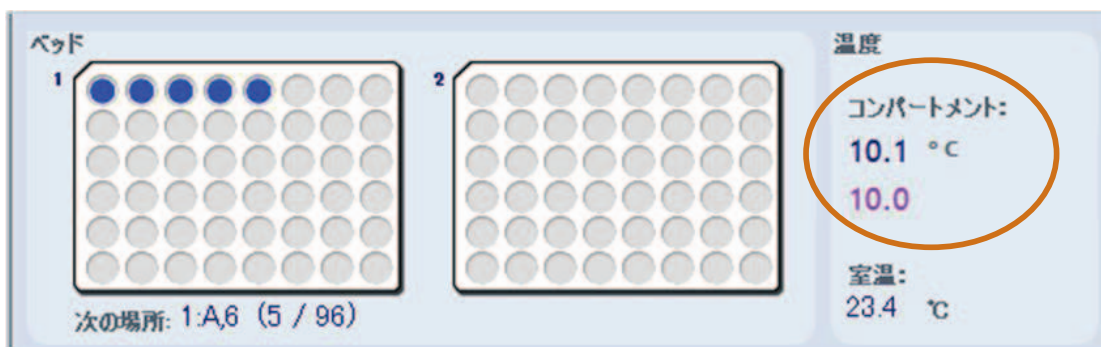 ベッド
1
2
次の場所: 1:A,6 (5 / 96)
温度
コンパートメント:
10.1 °C
10.0
室温:
23.4 ℃